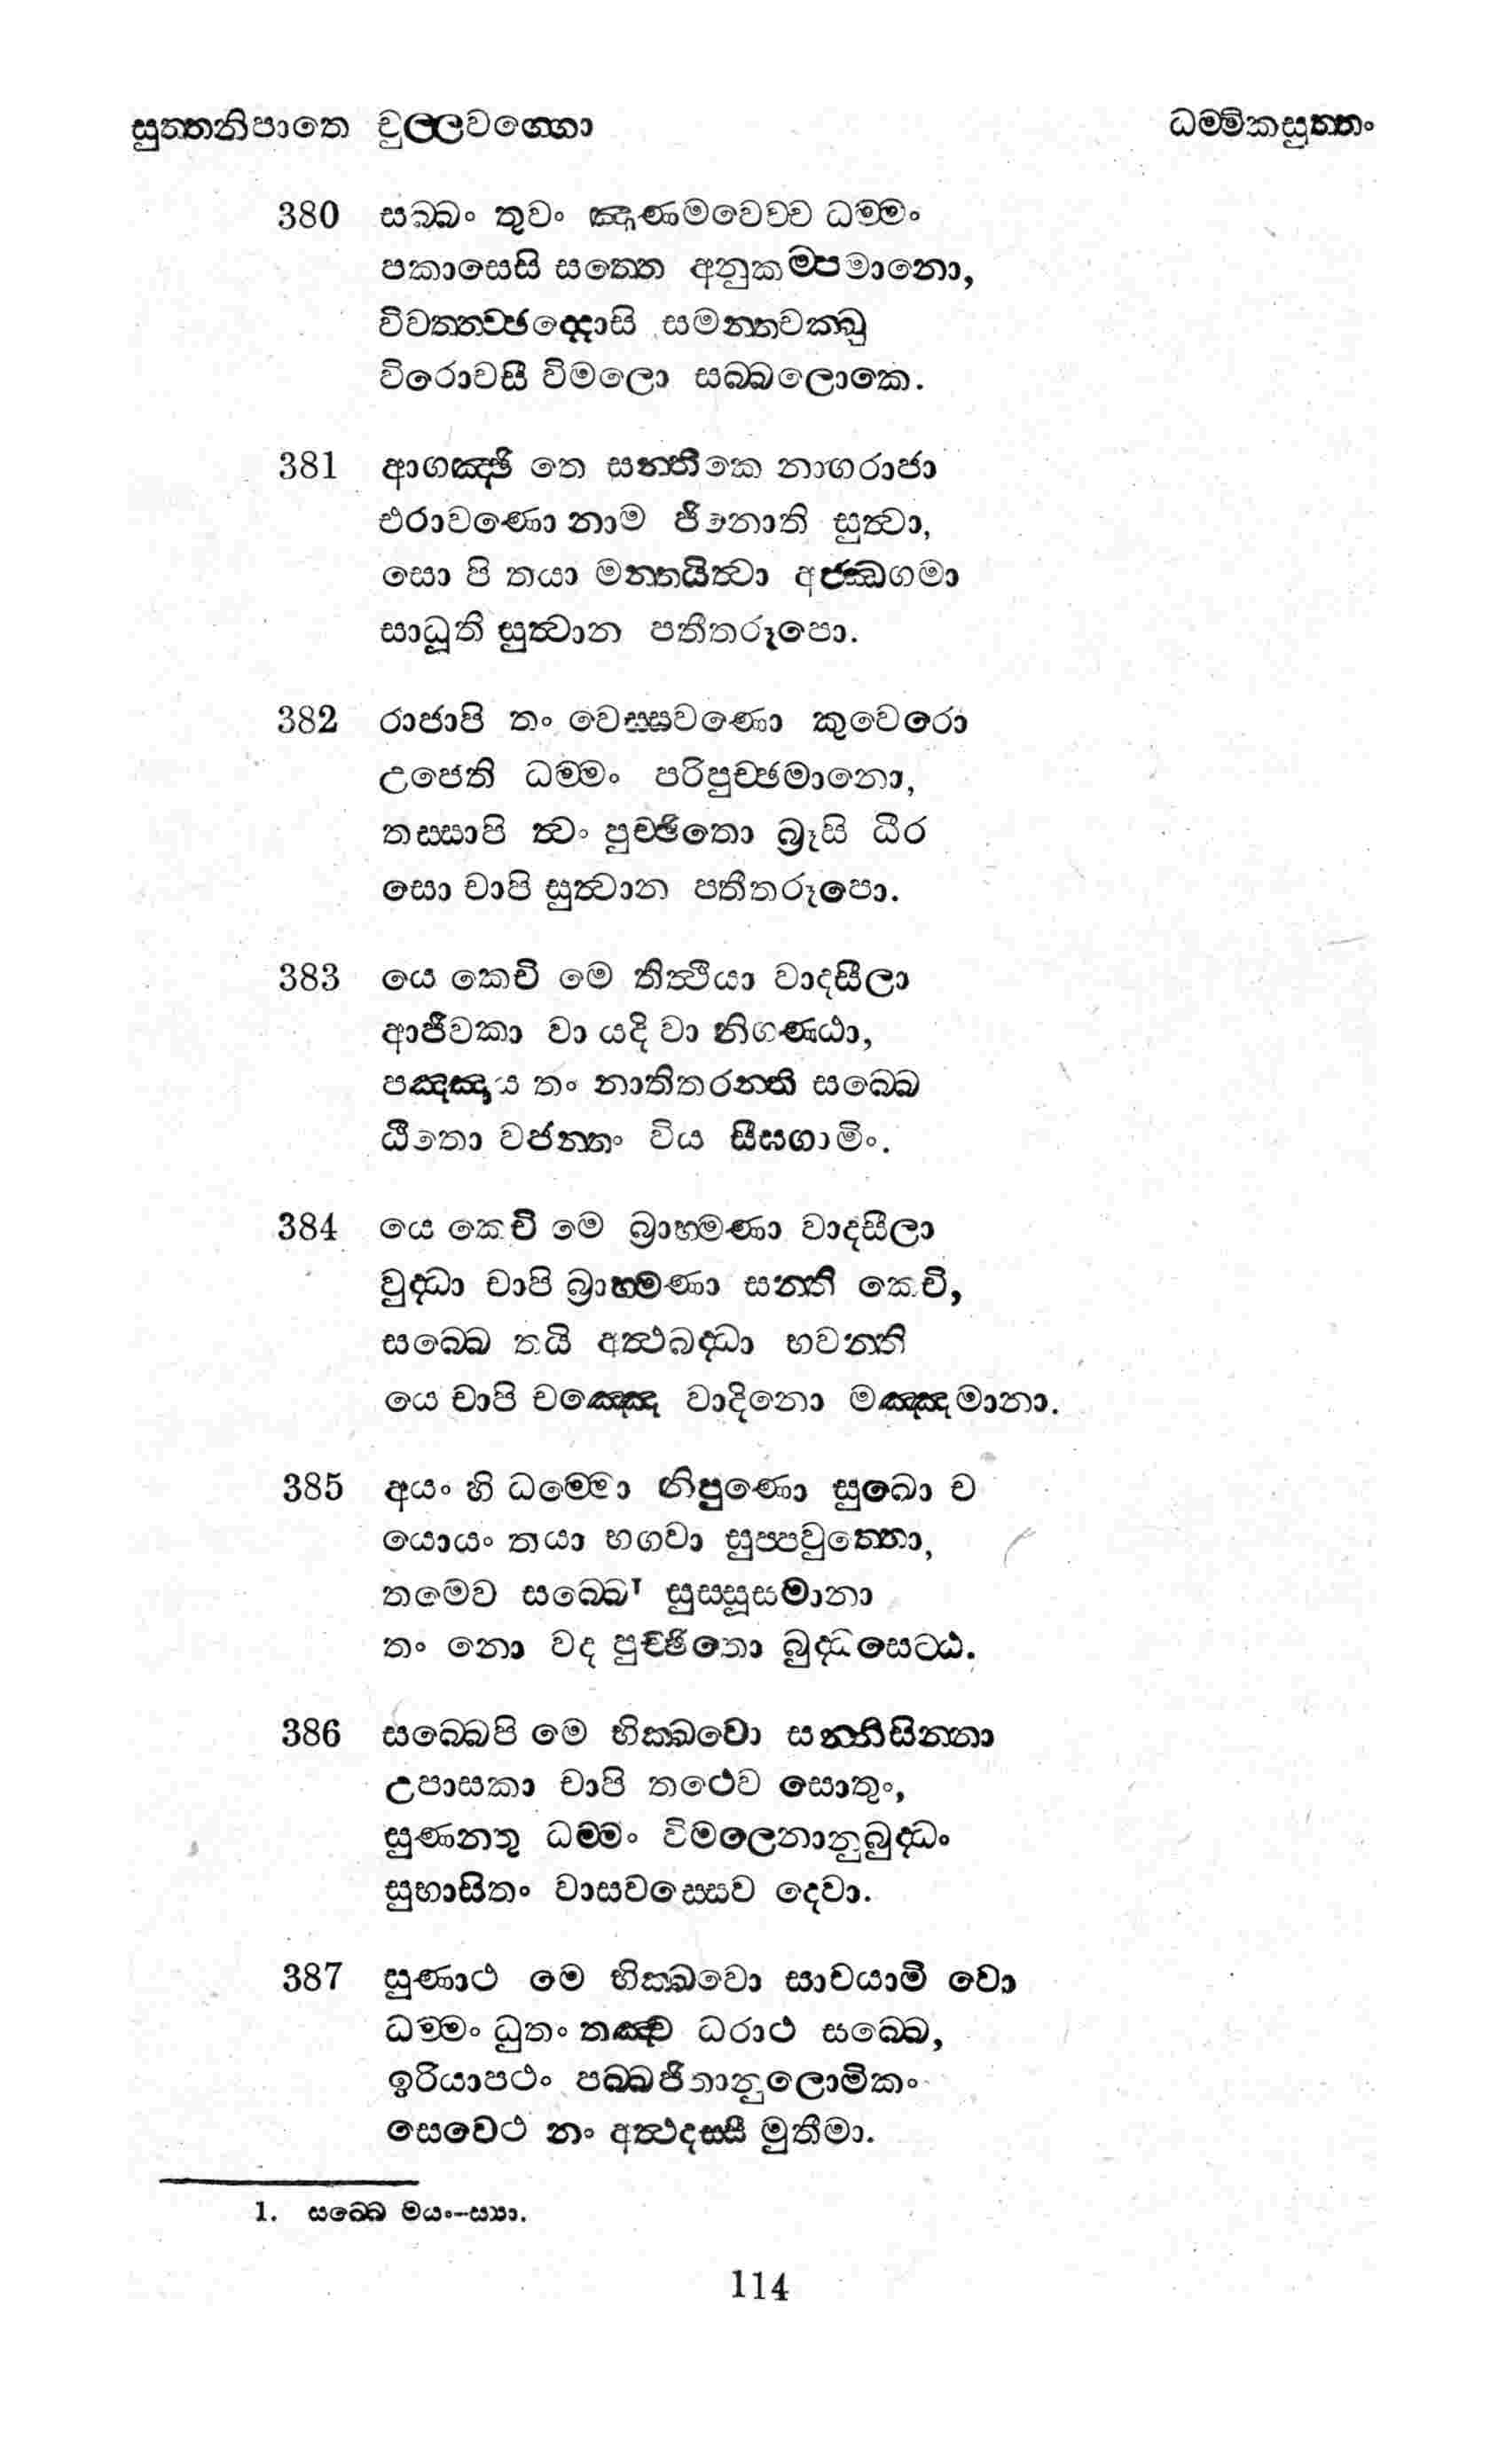 සුත්තනිපාතෙ චුල්ලවග්ගො ධම්මිකසුත්තං
380 සබ්බං තුවං ඤාණමවෙච්ච ධම්මං
පකාසෙසි සත්තෙ අනුකම්පමානො,
විවත්තච්ඡද්දොසි සමන්තචක්ඛු
විරොචසී විමලො සබ්බලොකෙ.
381 ආගඤ්ඡි තෙ සන්තිකෙ නාගරාජා
එරාවණො නාම ජිනොති සුත්වා,
සො පි තයා මන්තයිත්වා අජ්ඣගමා
සාධූති සුත්වාන පතීතරූපො.
382 රාජාපි තං වෙස්සවණො කුවෙරො
උපෙති ධම්මං පරිපුච්ඡමානො,
තස්සාපි ත්වං පුච්ඡිතො බ්රූසි ධීර
සො චාපි සුත්වාන පතීතරූපො.
383 යෙ කෙචි මෙ තිත්ථියා වාදසීලා
ආජීවකා වා යදි වා නිගණ්ඨා,
පඤ්ඤාය තං නාතිතරන්ති සබ්බෙ
ඨිතො වජන්තං විය සීඝගාමිං.
384 යෙ කෙචි මෙ බ්රාහ්මණා වාදසීලා
වුද්ධා චාපි බ්රාහ්මණා සන්ති කෙචි,
සබ්බෙ තයි අත්ථබද්ධා භවන්ති
යෙ චාපි චඤ්ඤෙ වාදිනො මඤ්ඤමානා.
385 අයං හි ධම්මො නිපුණො සුඛො ච
යොයං තයා භගවා සුප්පවුත්තො,
තමෙව සබ්බෙ¹ සුස්සූසමානා
තං නො වද පුච්ඡිතො බුද්ධසෙට්ඨ.
386 සබ්බෙපි මෙ භික්ඛවො සන්නිසින්නා
උපාසකා චාපි තථෙව සොතුං,
සුණන්තු ධම්මං විමලෙනානුබුද්ධං
සුභාසිතං වාසවස්සෙව දෙවා.
387 සුණාථ මෙ භික්ඛවො සාවයාමි වො
ධම්මං ධුතං තඤ්ච ධරාථ සබ්බෙ,
ඉරියාපථං පබ්බජිතානුලොමිකං
සෙවෙථ නං අත්ථදස්සී මුතීමා.
1. සබ්බෙ මයං–ස්යා.
114